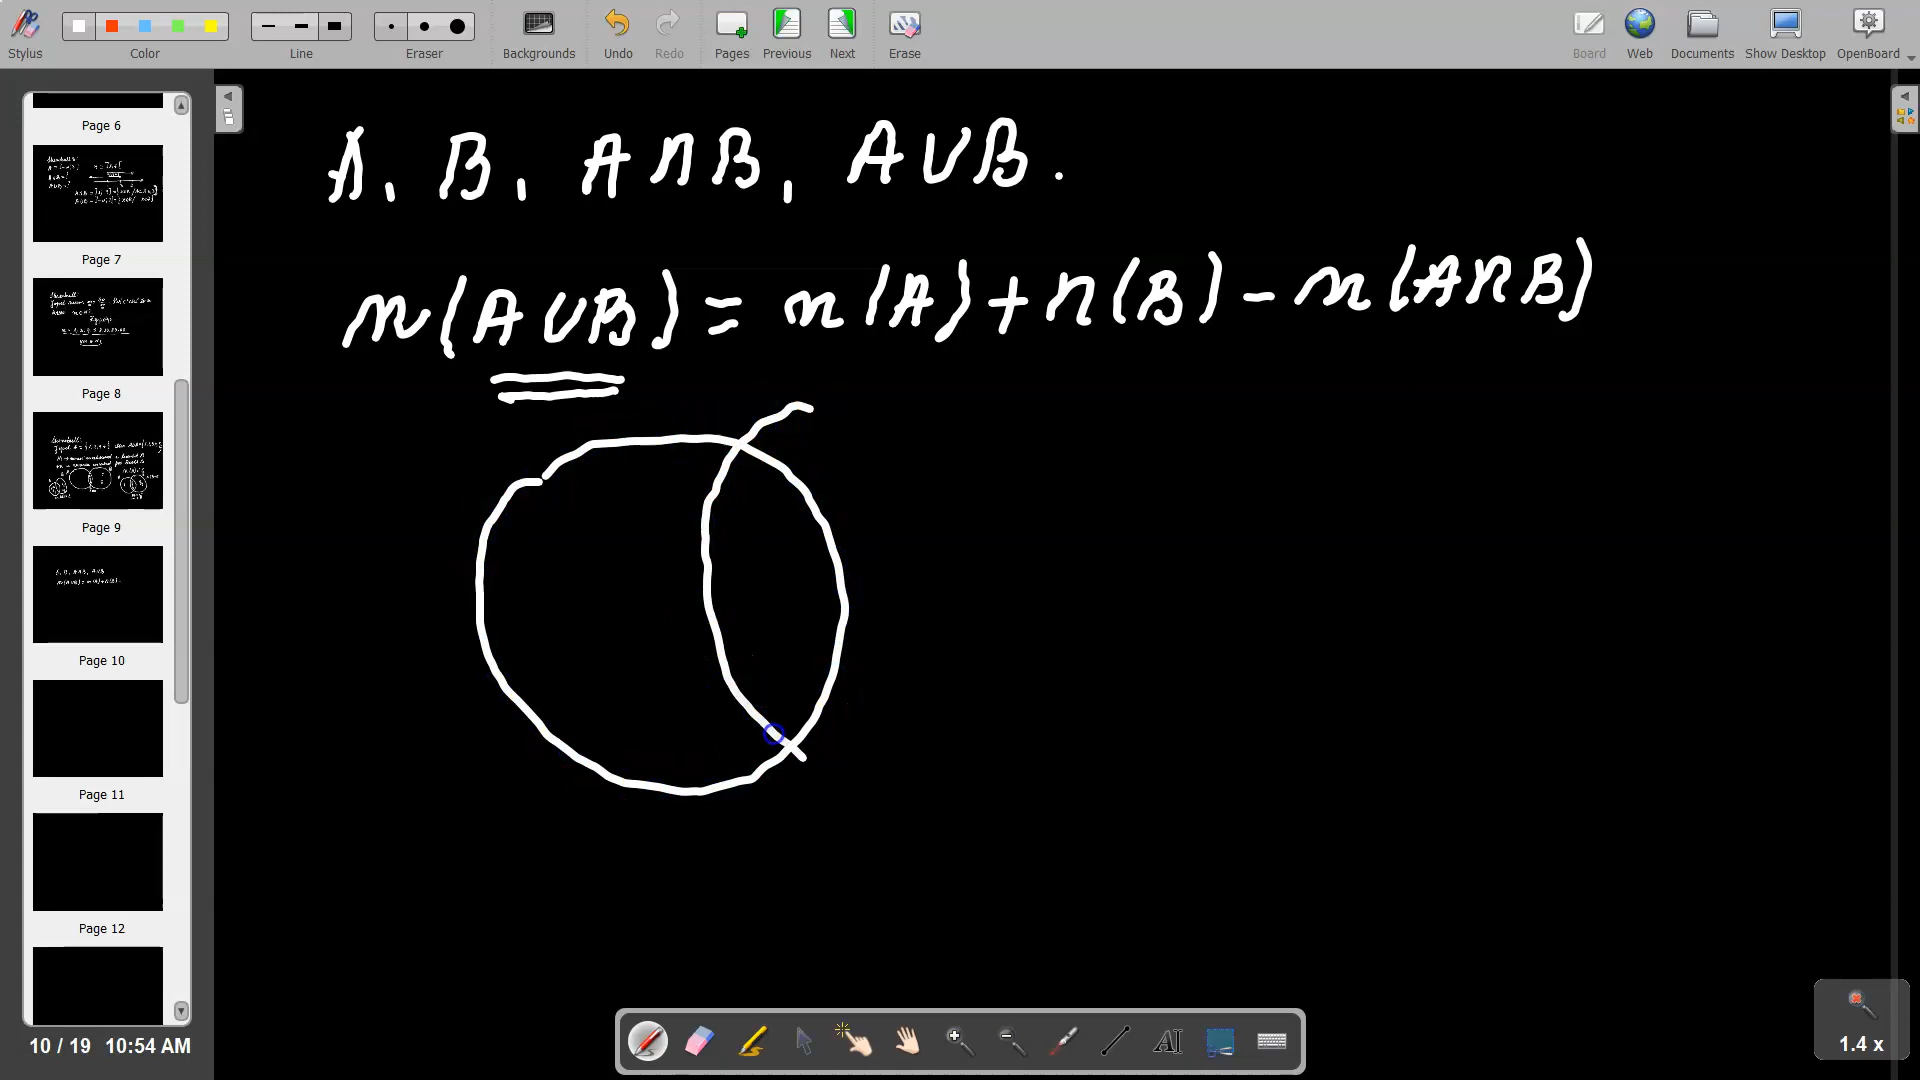 Stylus
Color
Line
Eraser
Backgrounds
Undo
Redo
Pages
Previous
Next
Erase
Board
Web
Documents
Show Desktop
OpenBoard
A, B, A∩B, A∪B.
n(A∪B) = n(A) + n(B) - n(A∩B)
Page 6
Page 7
Page 8
Page 9
Page 10
Page 11
Page 12
10 / 19 10:54 AM
1.4 x